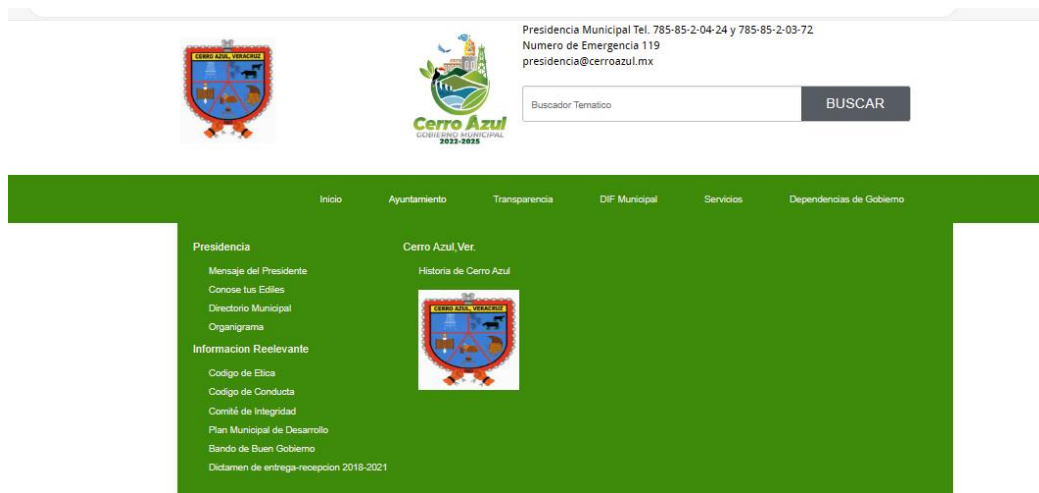 Presidencia Municipal Tel. 785-85-2-04-24 y 785-85-2-03-72
Numero de Emergencia 119
presidencia@cerroazul.mx
CERRO AZUL, VERACRUZ
Cerro Azul
GOBIERNO MUNICIPAL
2022-2025
Buscador Tematico
BUSCAR
Inicio Ayuntamiento Transparencia DIF Municipal Servicios Dependencias de Gobierno
Presidencia
Mensaje del Presidente
Conose tus Ediles
Directorio Municipal
Organigrama
Informacion Reelevante
Codigo de Etica
Codigo de Conducta
Comité de Integridad
Plan Municipal de Desarrollo
Bando de Buen Gobierno
Dictamen de entrega-recepcion 2018-2021
Cerro Azul,Ver.
Historia de Cerro Azul
CERRO AZUL, VERACRUZ